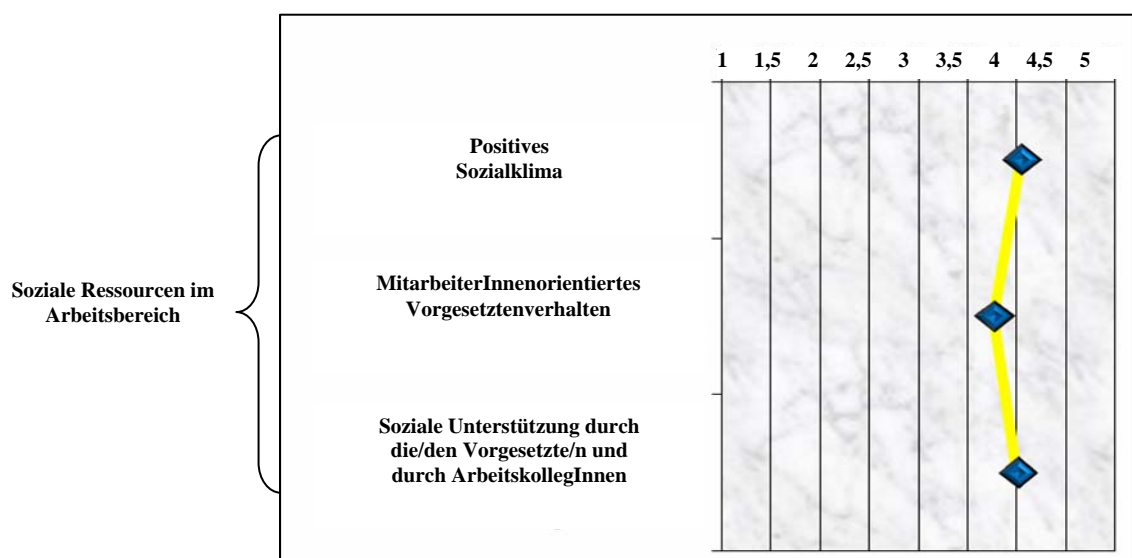 1 1,5 2 2,5 3 3,5 4 4,5 5
Positives
Sozialklima
MitarbeiterInnenorientiertes
Vorgesetztenverhalten
Soziale Ressourcen im
Arbeitsbereich
Soziale Unterstützung durch
die/den Vorgesetzte/n und
durch ArbeitskollegInnen